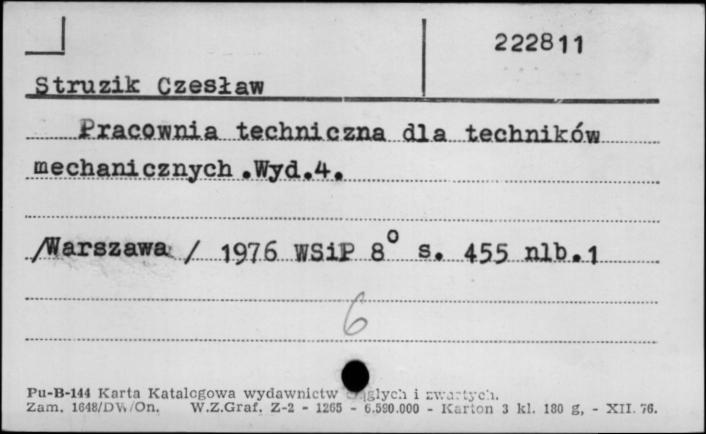 222811
Struzik Czesław
Pracownia techniczna dla techników
mechanicznych.Wyd.4.
/Warszawa/ 1976 WSiP 8° s. 455 nlb.1
6
Pu-B-144 Karta Katalogowa wydawnictw ciągłych i zwartych.
Zam. 1648/DW/On. W.Z.Graf. Z-2 - 1265 - 6.590.000 - Karton 3 kl. 180 g, - XII. 76.